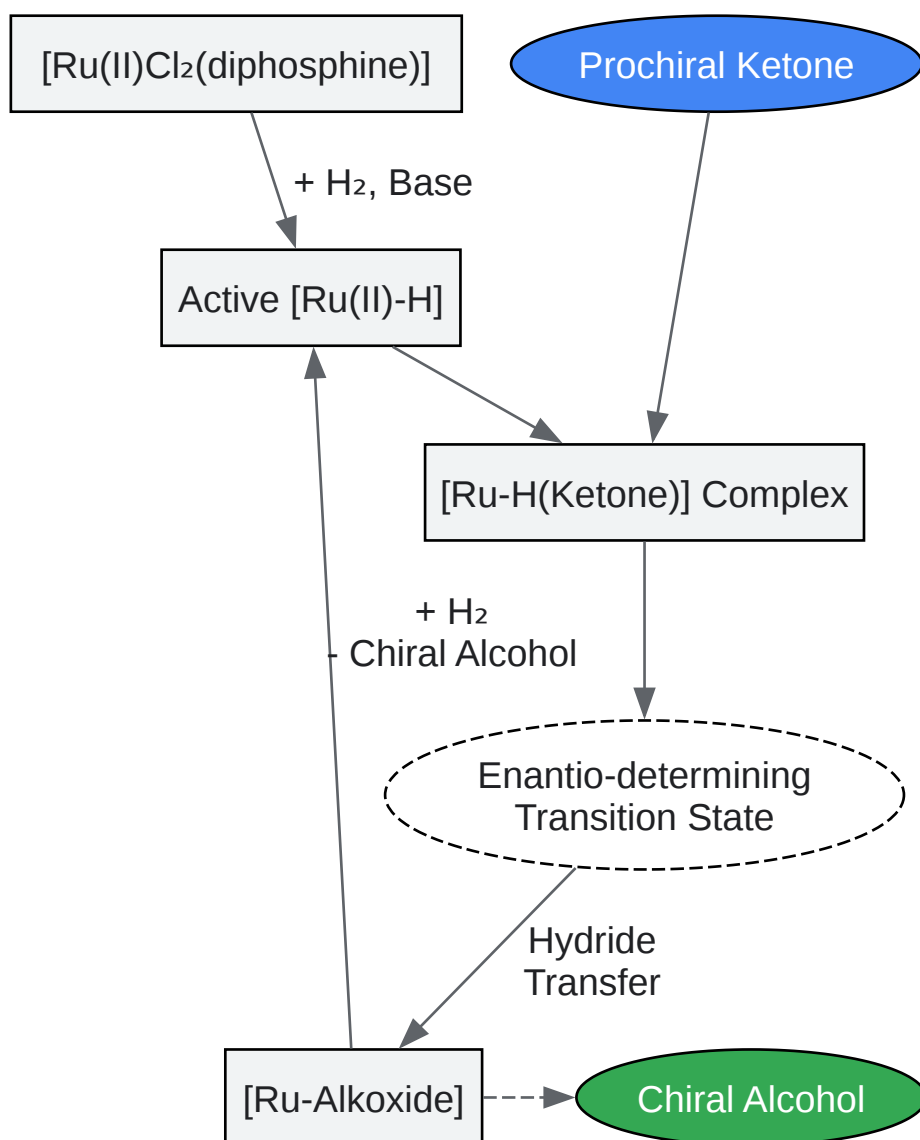 [Ru(II)Cl₂(diphosphine)]
Prochiral Ketone
+ H₂, Base
Active [Ru(II)-H]
[Ru-H(Ketone)] Complex
+ H₂
- Chiral Alcohol
Enantio-determining
Transition State
Hydride
Transfer
[Ru-Alkoxide]
Chiral Alcohol